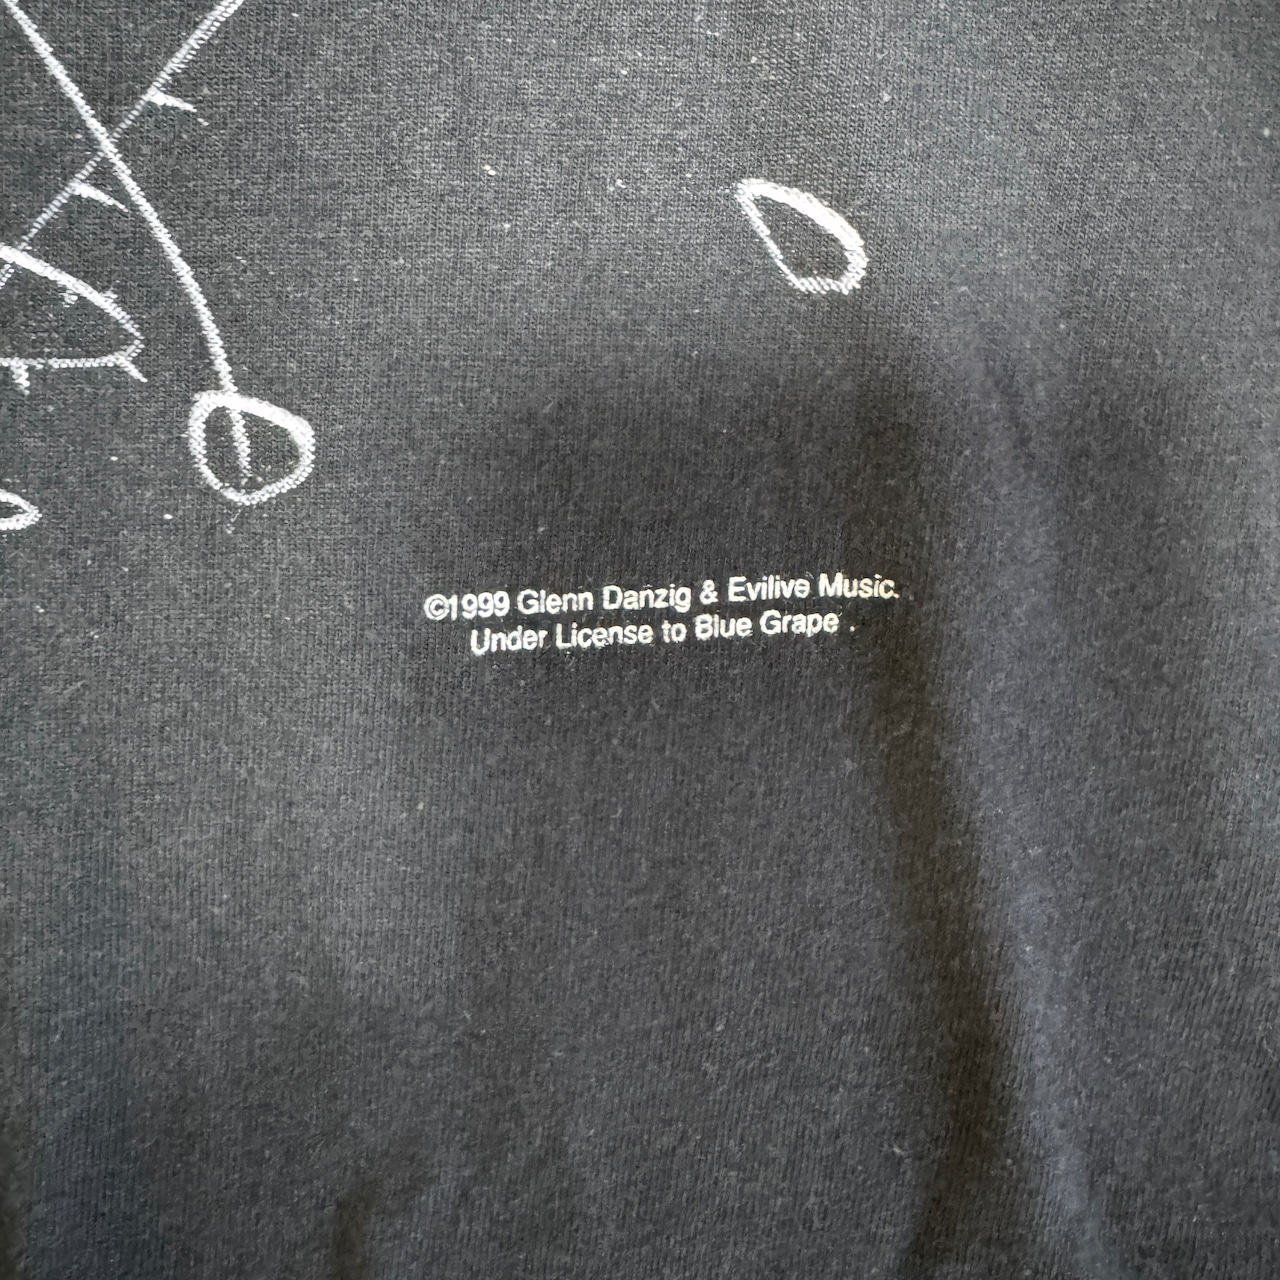 ©1999 Glenn Danzig & Evilive Music.
Under License to Blue Grape .